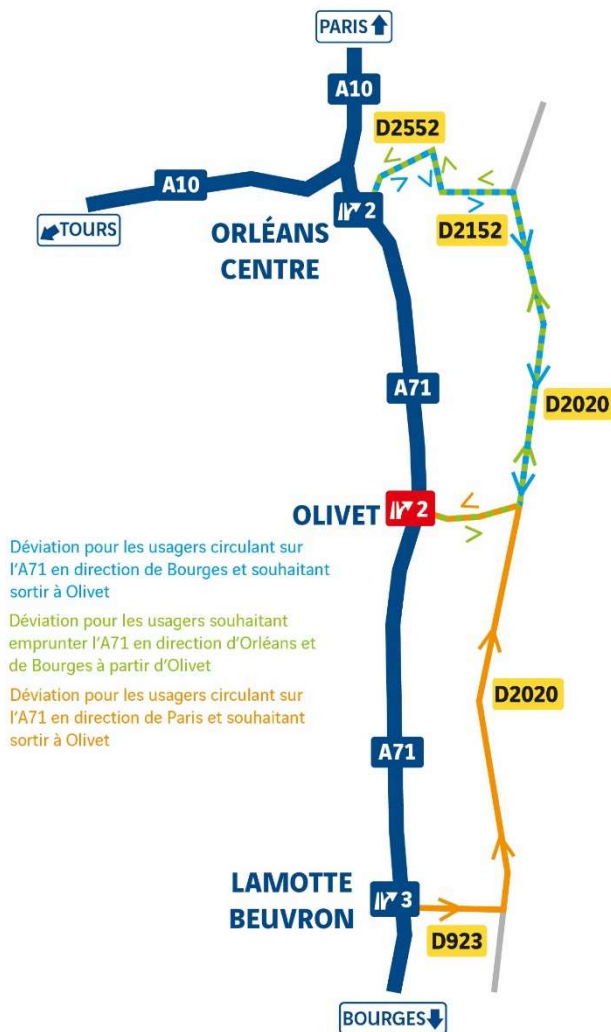 PARIS
A10
D2552
A10
2
TOURS
ORLÉANS
CENTRE
D2152
A71
D2020
OLIVET
2
Déviation pour les usagers circulant sur
l'A71 en direction de Bourges et souhaitant
sortir à Olivet
Déviation pour les usagers souhaitant
emprunter l'A71 en direction d'Orléans et
de Bourges à partir d'Olivet
Déviation pour les usagers circulant sur
l'A71 en direction de Paris et souhaitant
sortir à Olivet
D2020
A71
LAMOTTE
BEUVRON
3
D923
BOURGES